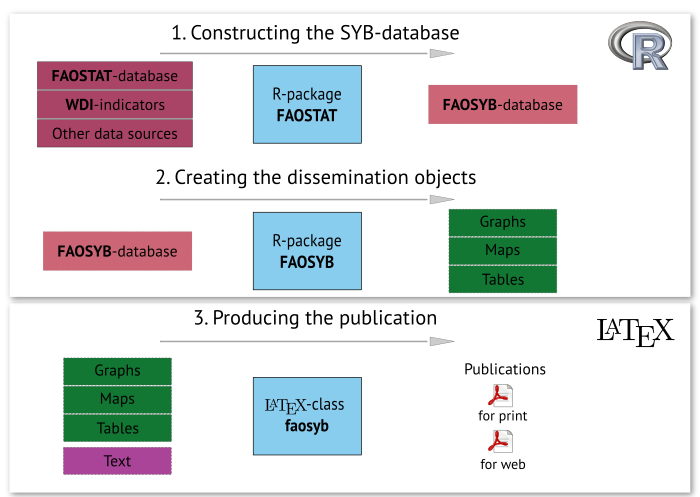 1. Constructing the SYB-database
R
FAOSTAT-database
WDI-indicators
Other data sources
R-package
FAOSTAT
FAOSYB-database
2. Creating the dissemination objects
FAOSYB-database
R-package
FAOSYB
Graphs
Maps
Tables
3. Producing the publication
LATEX
Graphs
Maps
Tables
Text
LATEX-class
faosyb
Publications
for print
for web